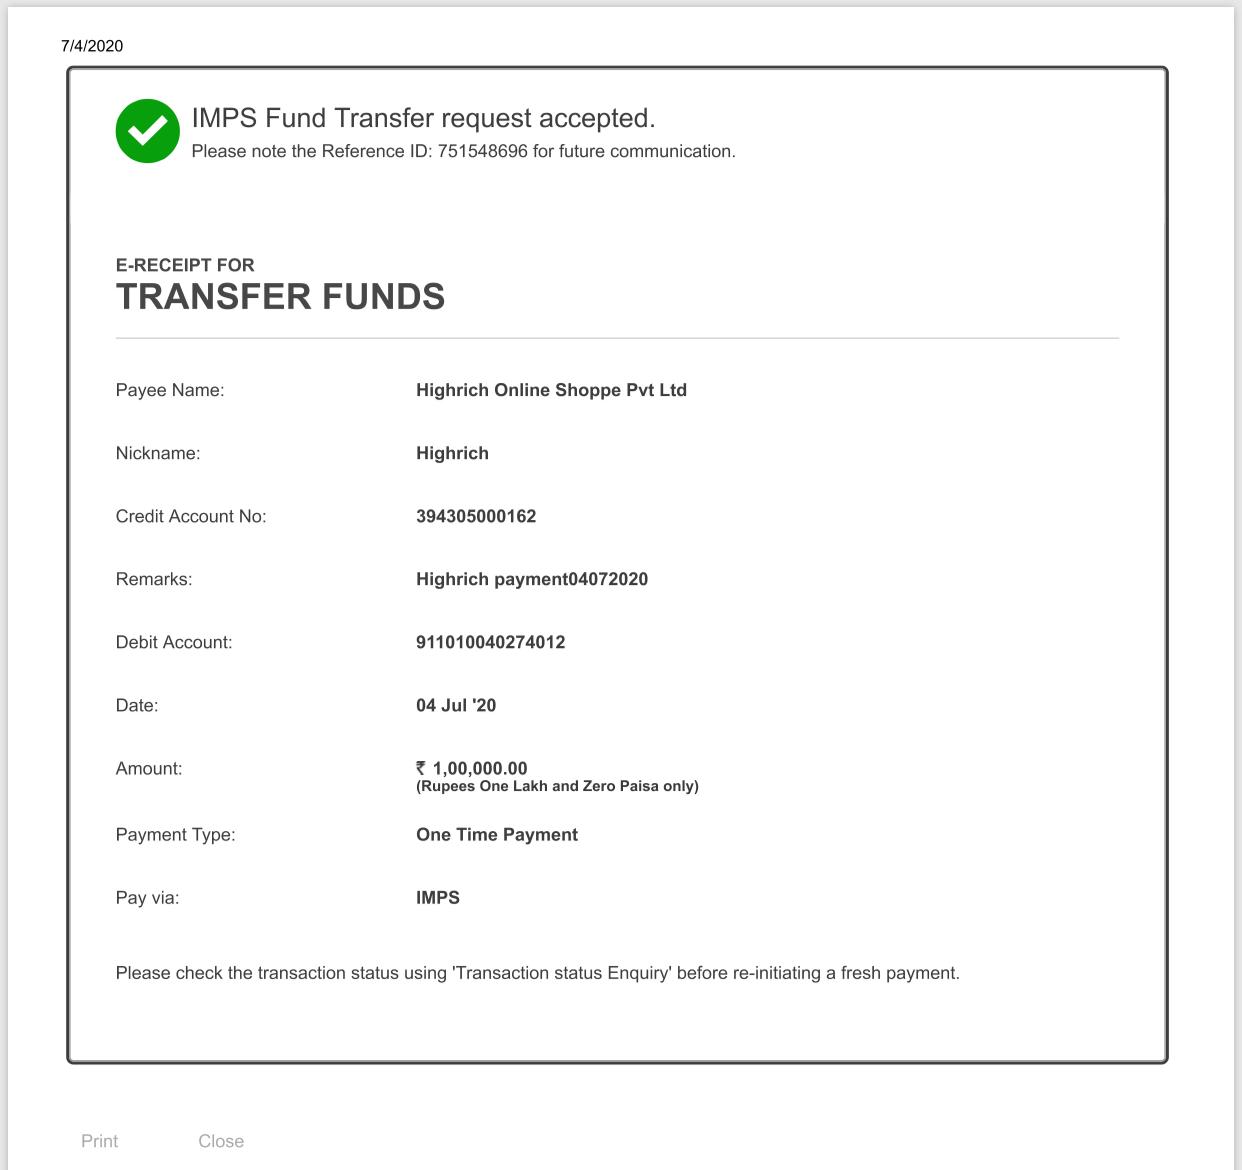 7/4/2020
IMPS Fund Transfer request accepted.
Please note the Reference ID: 751548696 for future communication.
E-RECEIPT FOR
TRANSFER FUNDS
Payee Name: Highrich Online Shoppe Pvt Ltd
Nickname: Highrich
Credit Account No: 394305000162
Remarks: Highrich payment04072020
Debit Account: 911010040274012
Date: 04 Jul '20
Amount: ₹ 1,00,000.00
(Rupees One Lakh and Zero Paisa only)
Payment Type: One Time Payment
Pay via: IMPS
Please check the transaction status using 'Transaction status Enquiry' before re-initiating a fresh payment.
Print Close